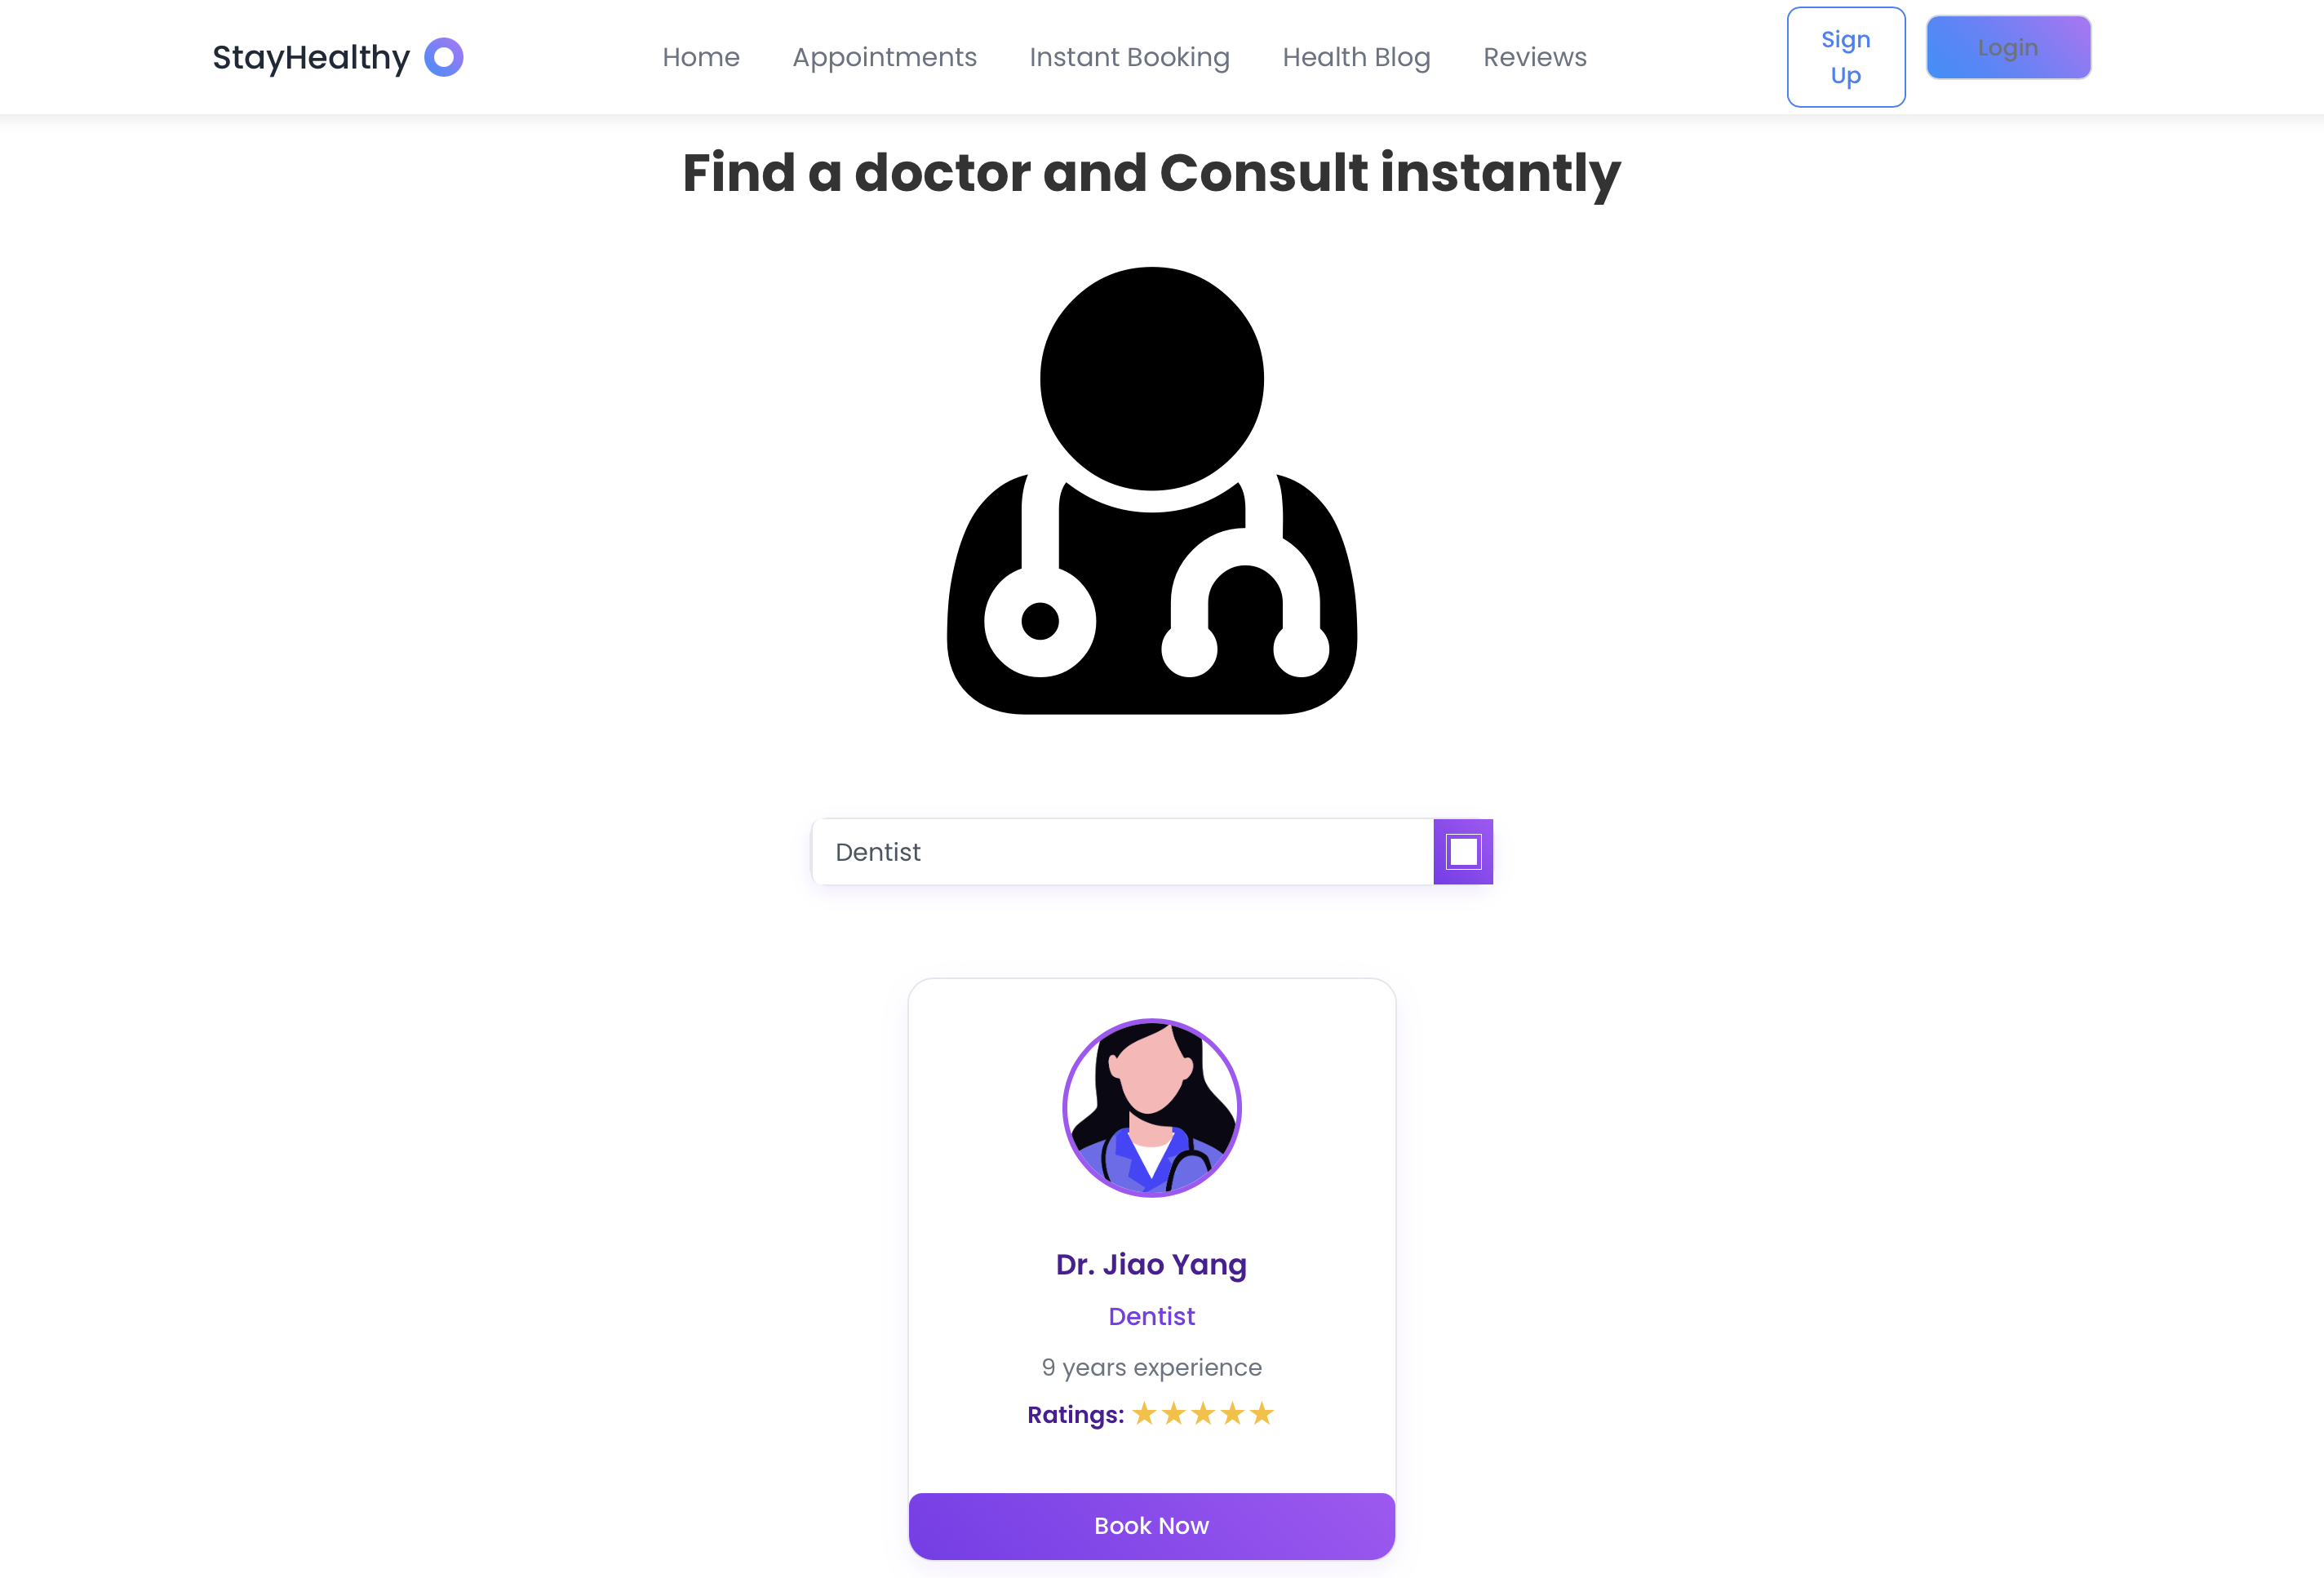 StayHealthy
Home Appointments Instant Booking Health Blog Reviews
Sign
Up
Login
Find a doctor and Consult instantly
Dentist
Dr. Jiao Yang
Dentist
9 years experience
Ratings: ★★★★★
Book Now